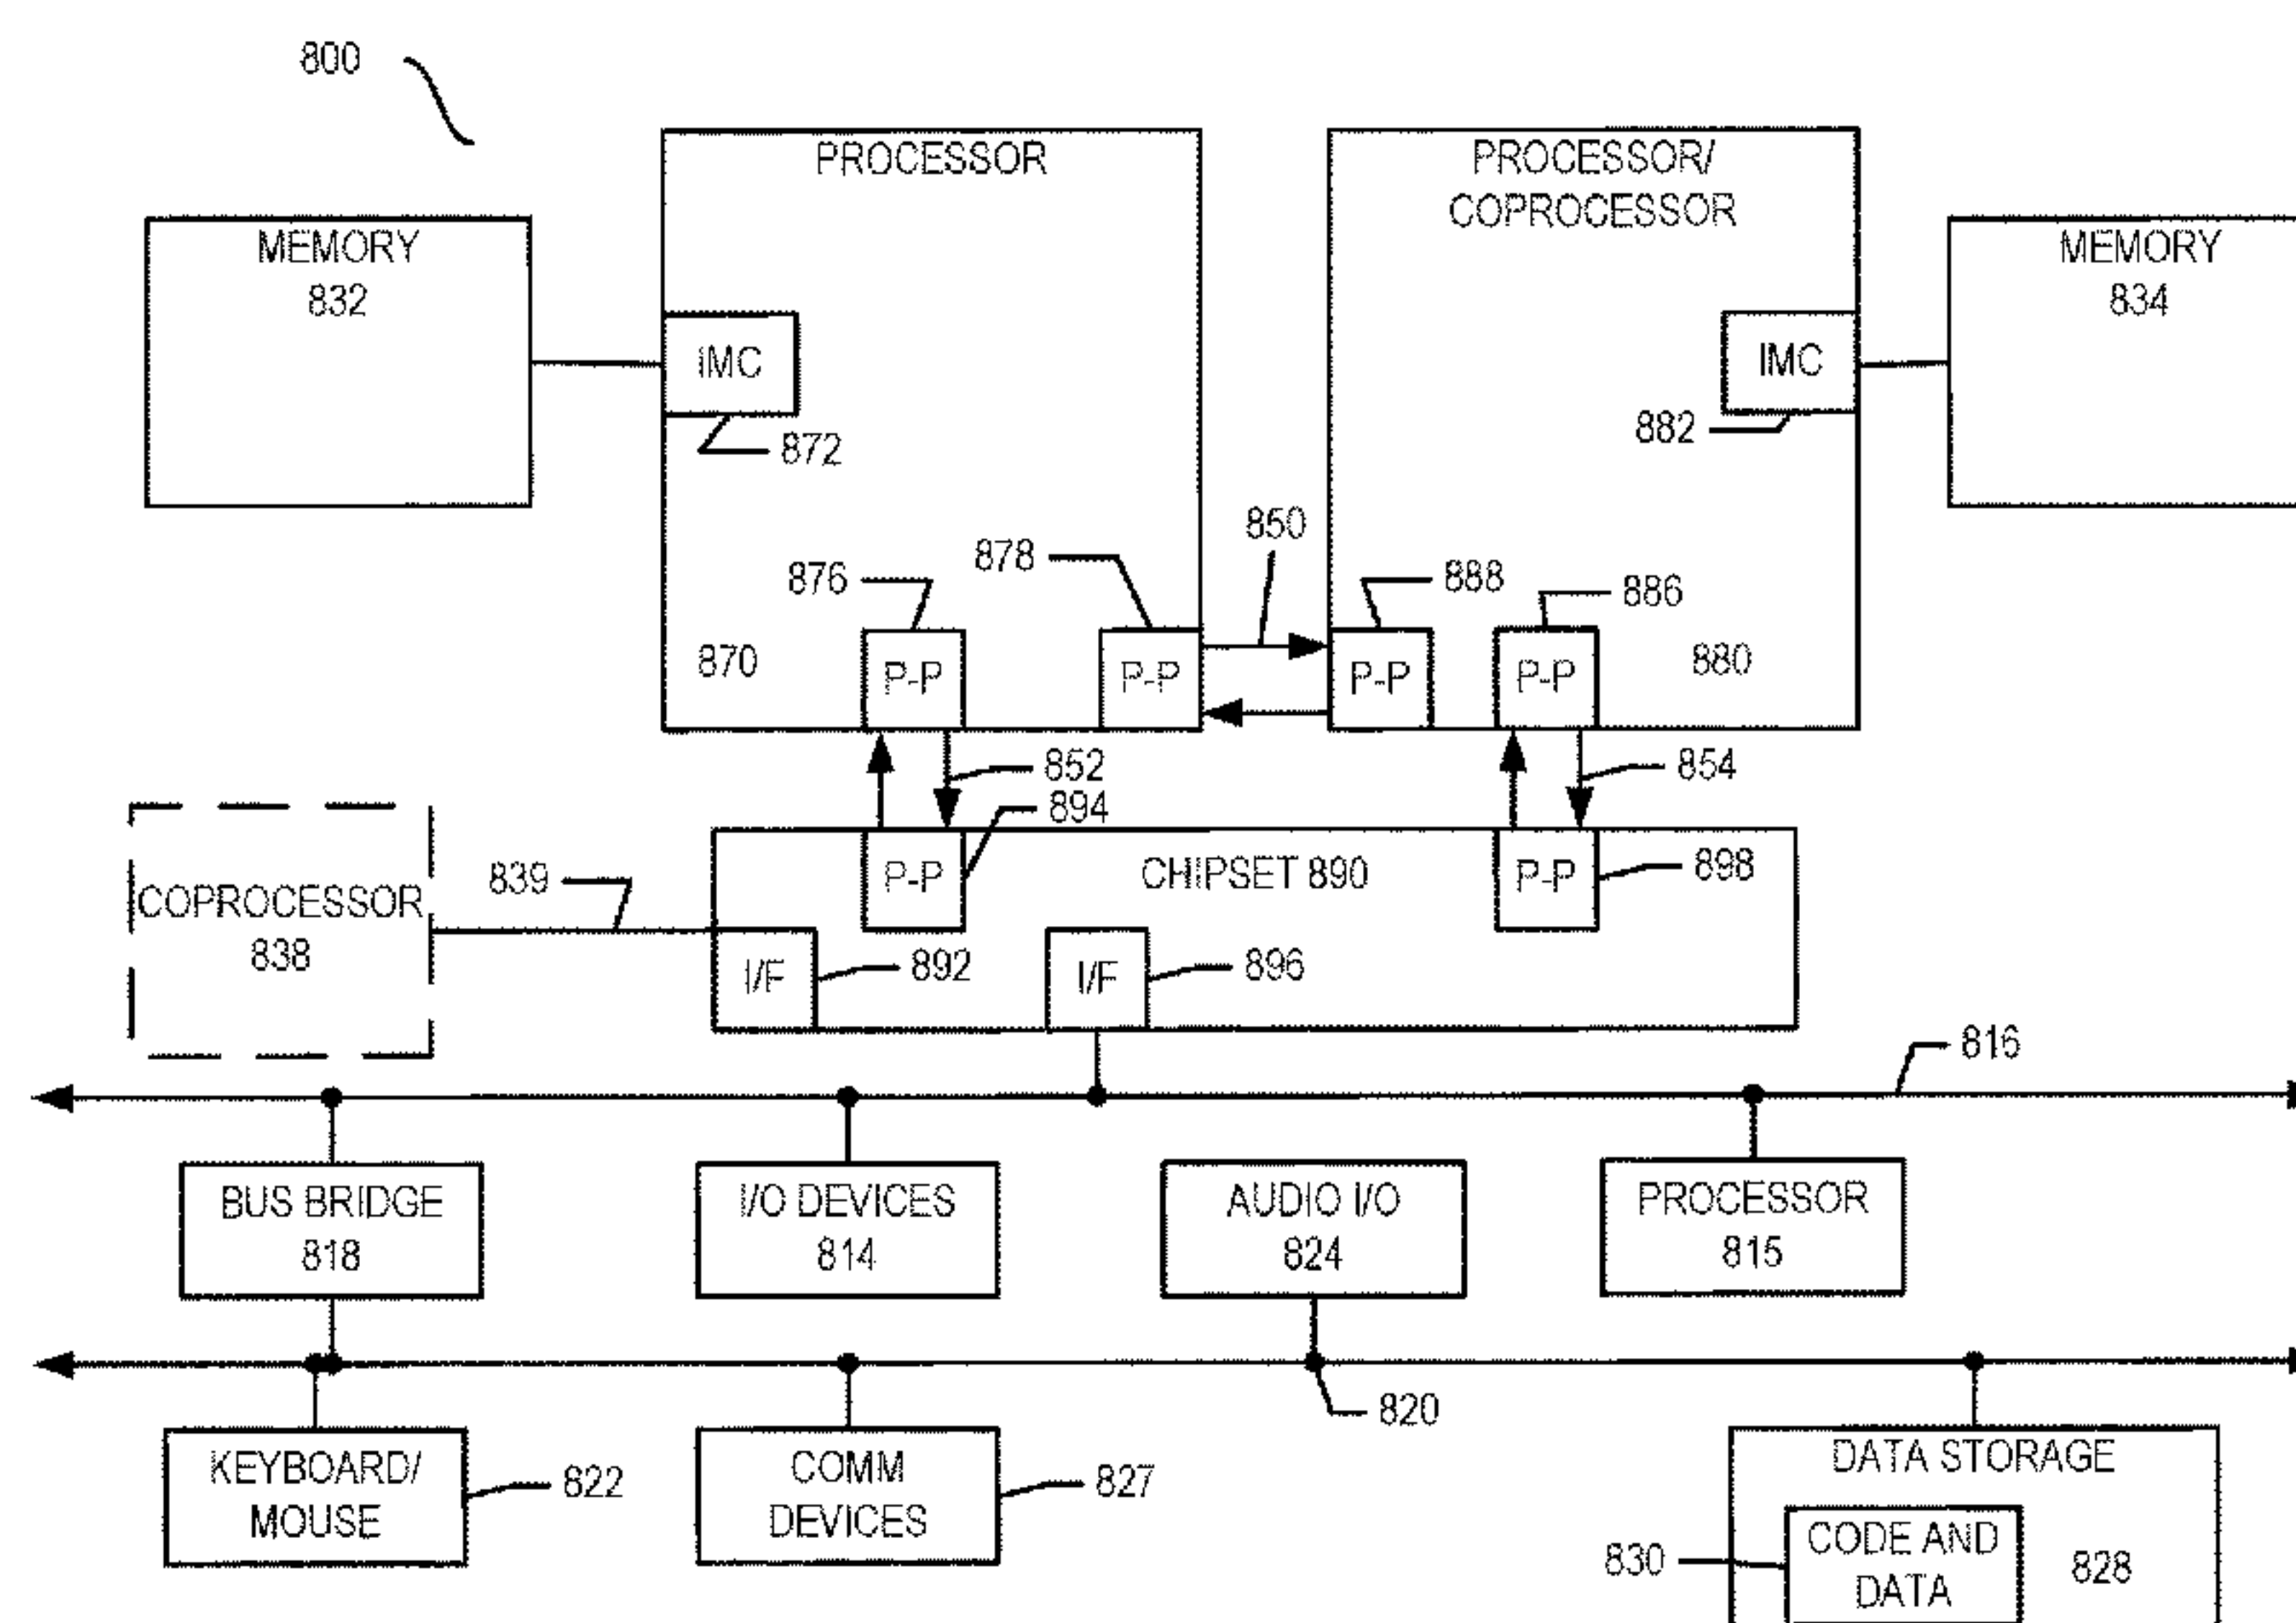 800
PROCESSOR
PROCESSOR/
COPROCESSOR
MEMORY
832
MEMORY
834
IMC
872
IMC
882
850
876
878
888
886
870
P-P
P-P
P-P
P-P
880
852
854
894
COPROCESSOR
838
839
P-P
CHIPSET 890
P-P
898
I/F
892
I/F
896
816
BUS BRIDGE
818
I/O DEVICES
814
AUDIO I/O
824
PROCESSOR
815
820
KEYBOARD/
MOUSE
822
COMM
DEVICES
827
DATA STORAGE
830
CODE AND
DATA
828